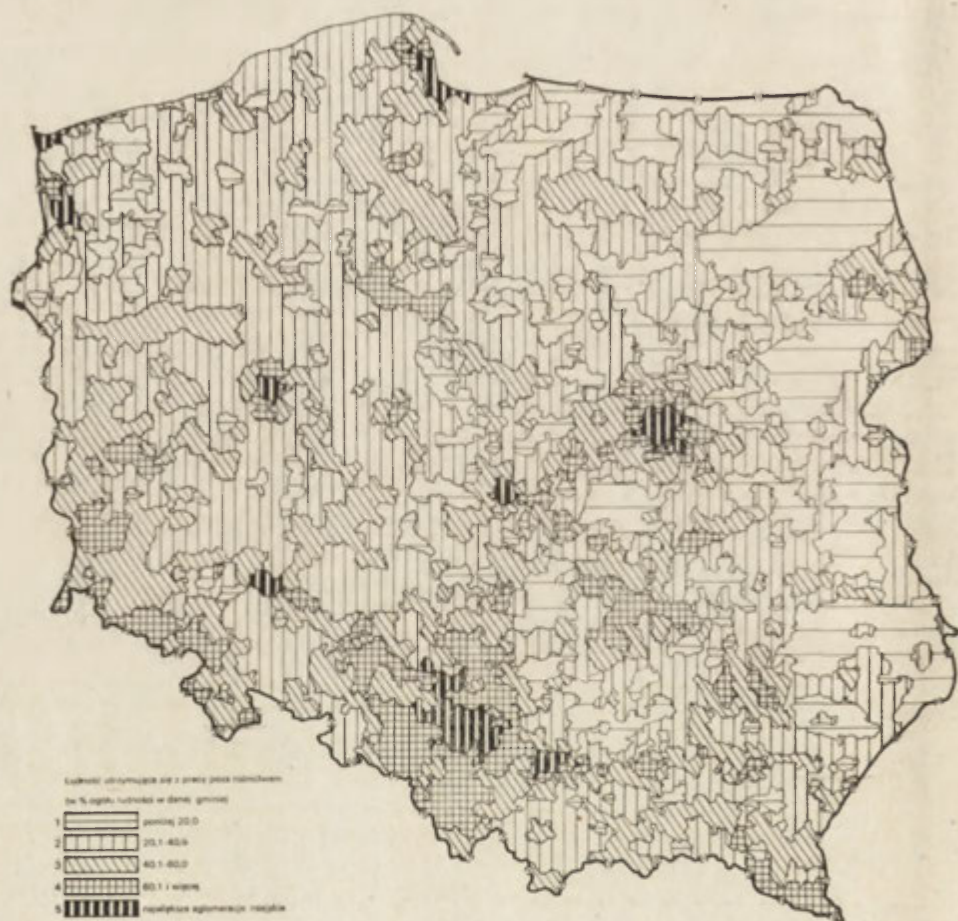 Ludność utrzymująca się z pracy poza rolnictwem
(w % ogółu ludności w danej gminie)
1 poniżej 20,0
2 20,1-40,0
3 40,1-60,0
4 60,1 i więcej
5 największe aglomeracje miejskie